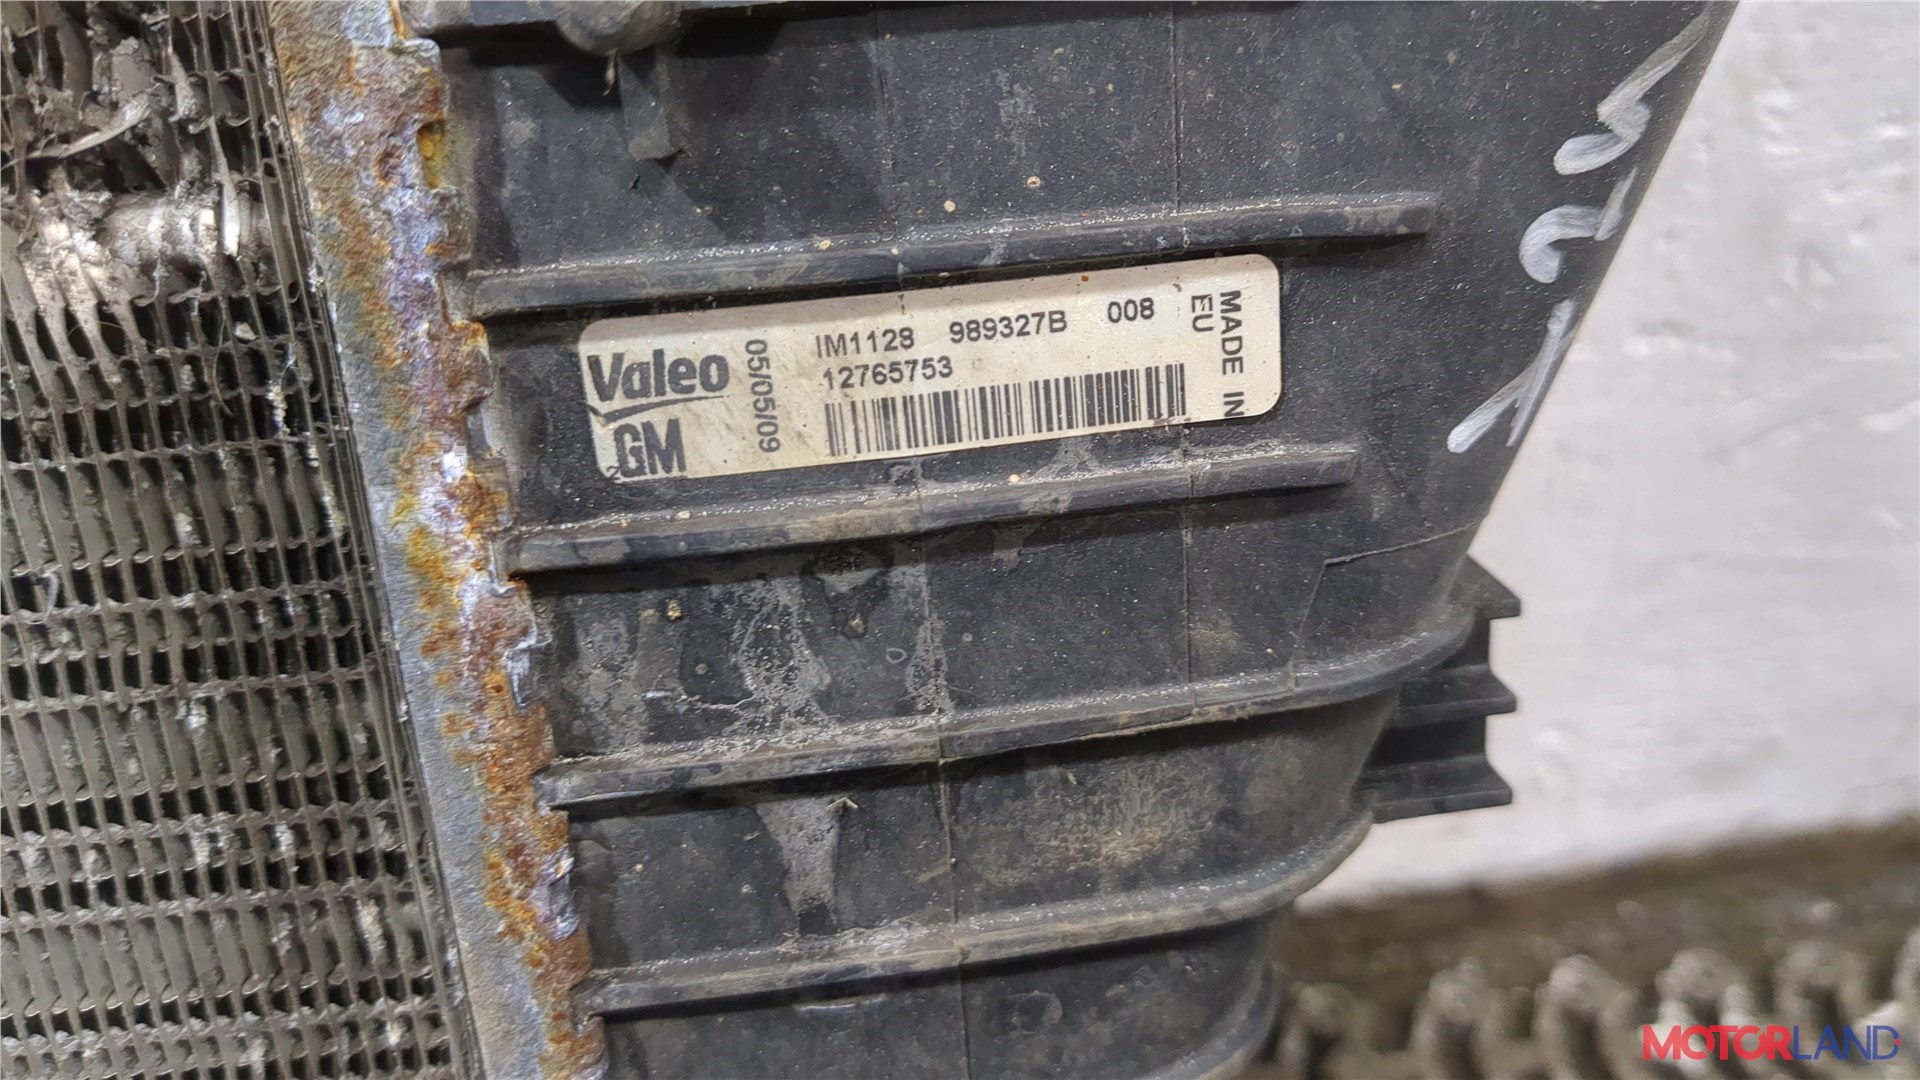 Valeo
GM
05/05/09
IM1128 989327B 008
12765753
MADE IN
EU
MOTORLAND